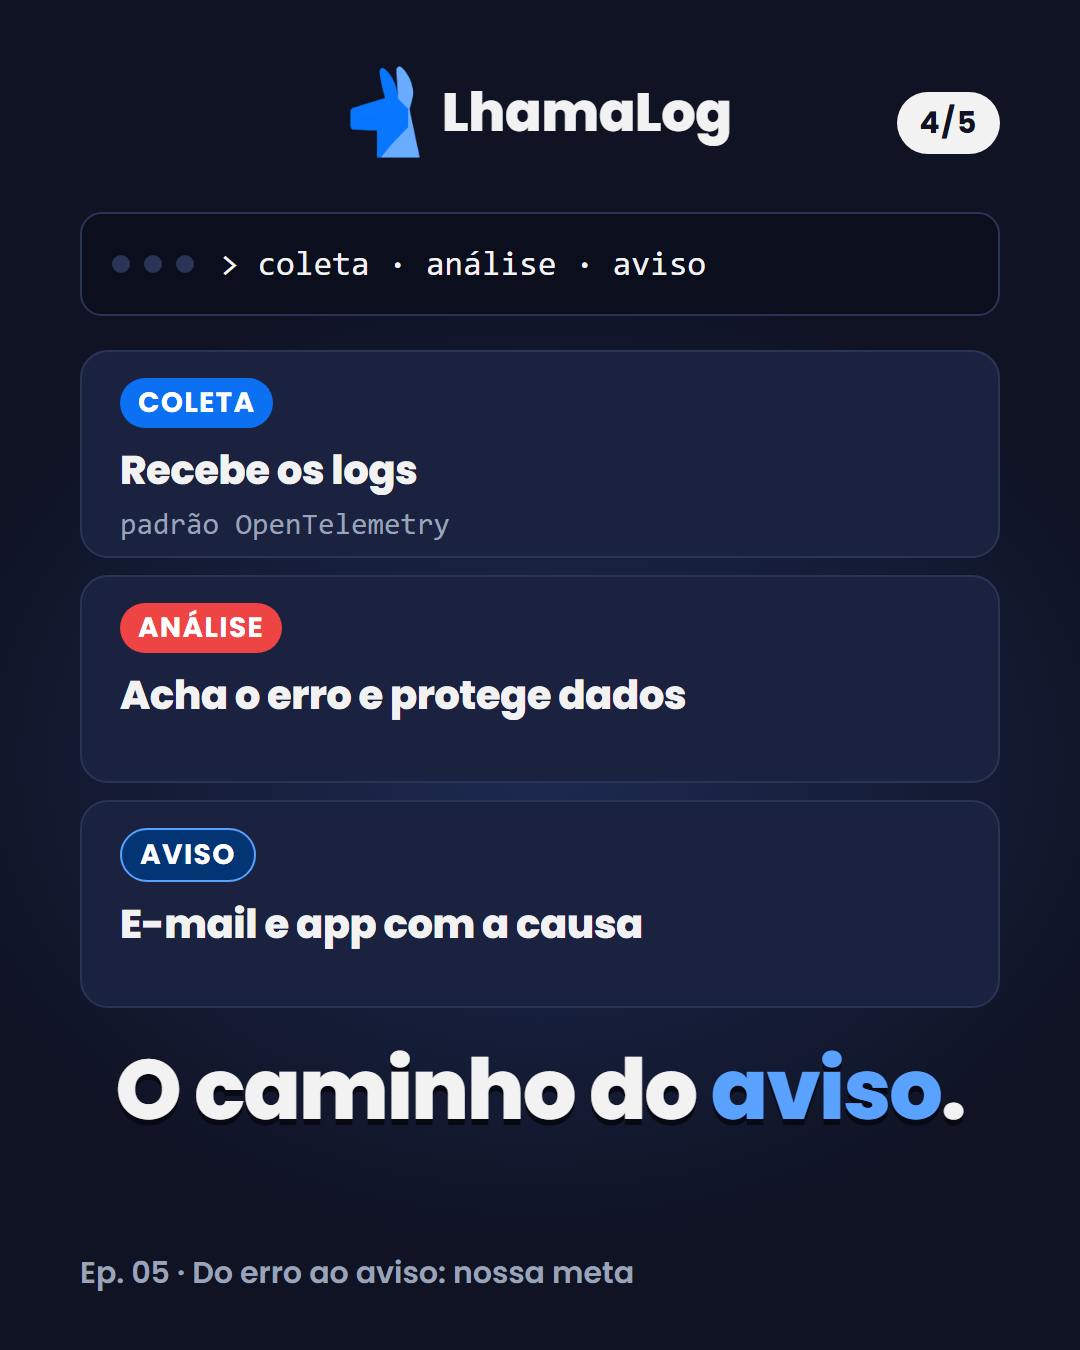 LhamaLog
4/5
> coleta · análise · aviso
COLETA
Recebe os logs
padrão OpenTelemetry
ANÁLISE
Acha o erro e protege dados
AVISO
E-mail e app com a causa
O caminho do aviso.
Ep. 05 · Do erro ao aviso: nossa meta